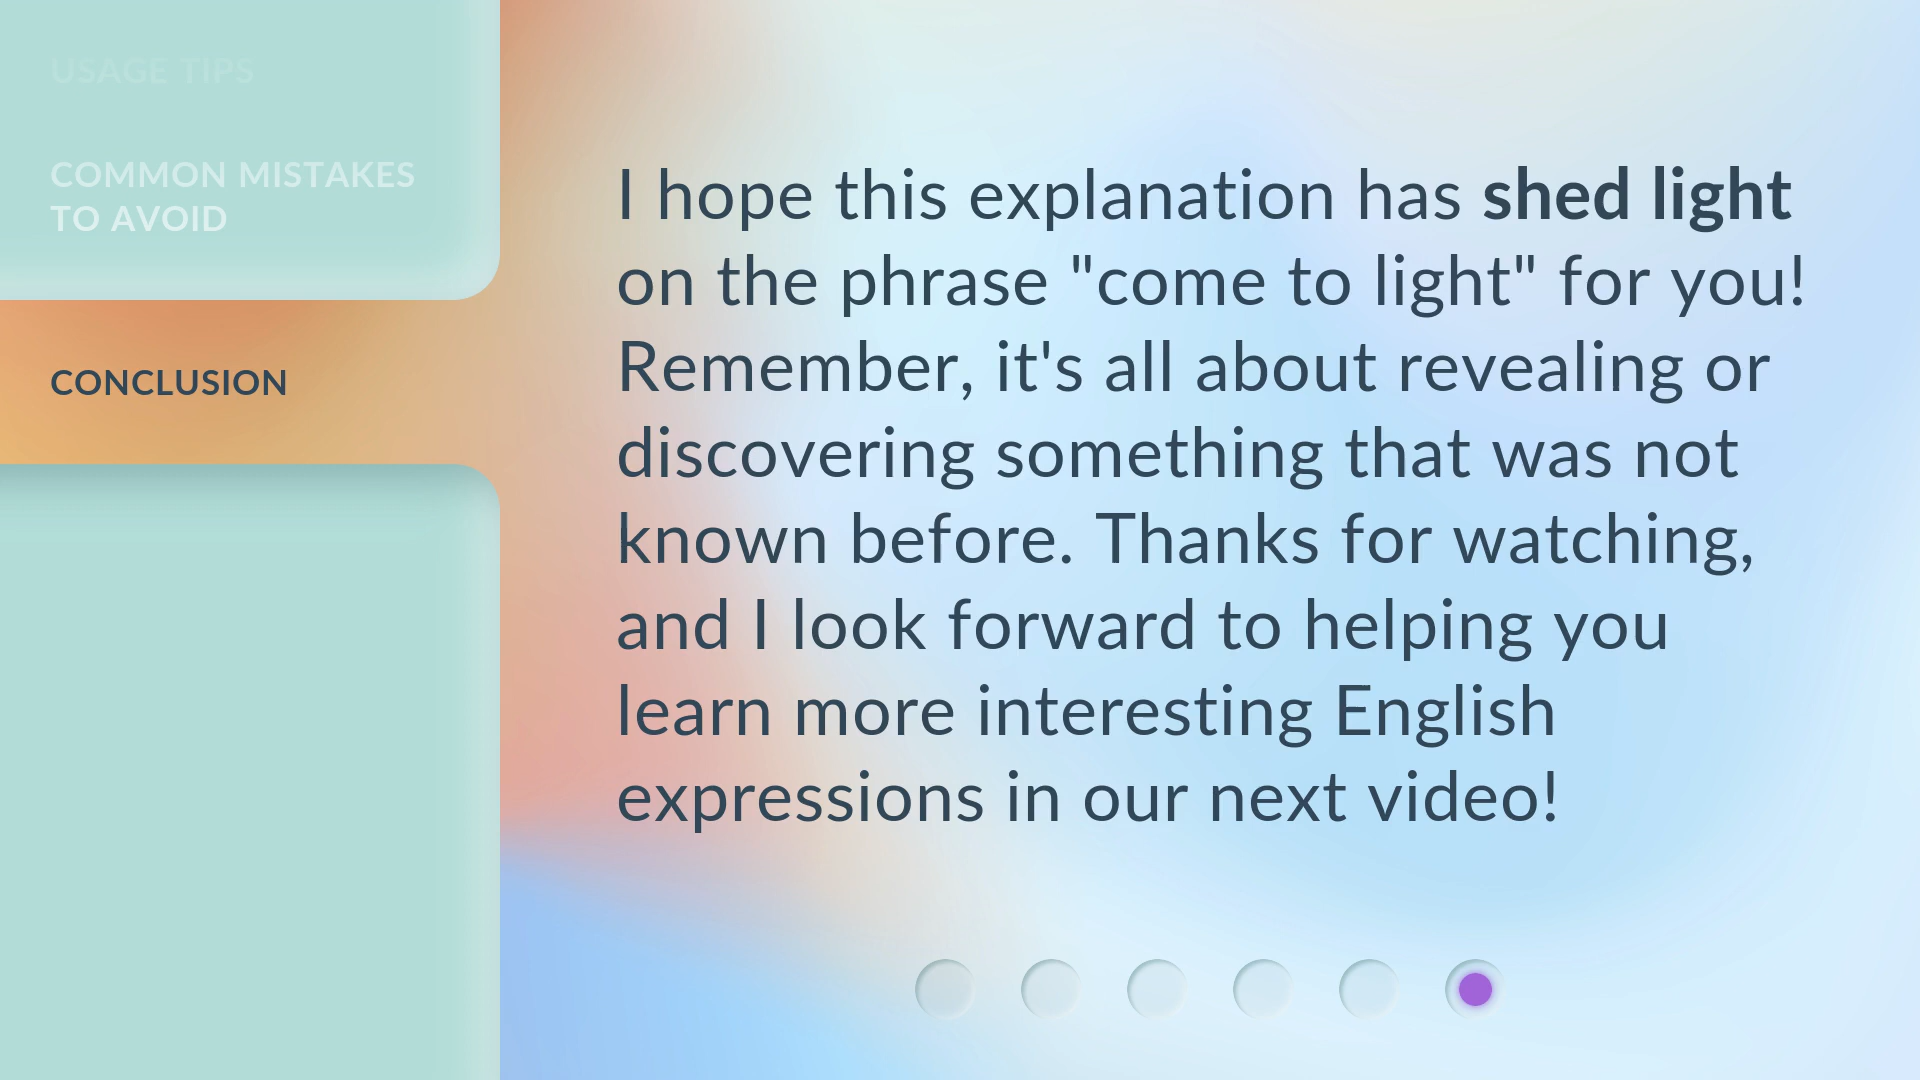 USAGE TIPS
COMMON MISTAKES
TO AVOID
CONCLUSION
I hope this explanation has shed light
on the phrase "come to light" for you!
Remember, it's all about revealing or
discovering something that was not
known before. Thanks for watching,
and I look forward to helping you
learn more interesting English
expressions in our next video!